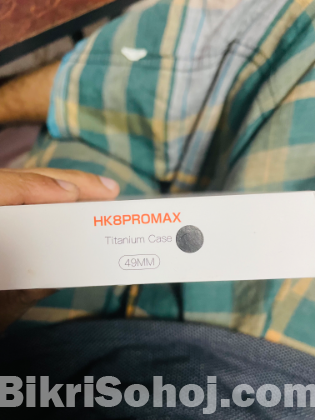 HK8PROMAX
Titanium Case
49MM
BikriSohoj.com